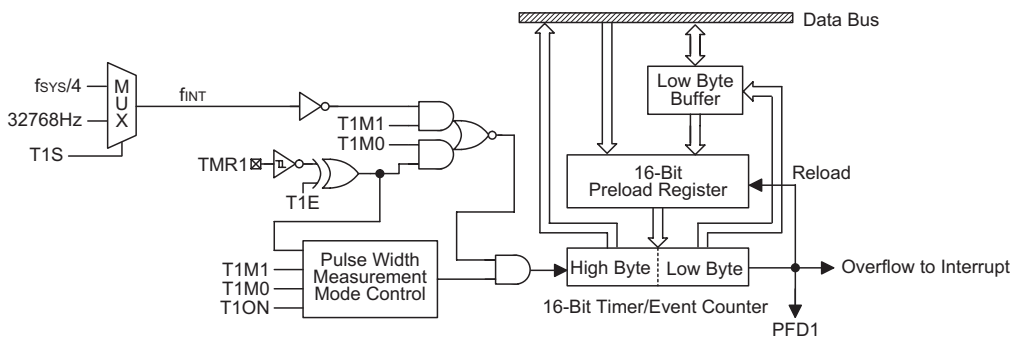 Data Bus
fSYS/4
MUX
fINT
32768Hz
T1S
T1M1
T1M0
TMR1
T1E
Low Byte
Buffer
16-Bit
Preload Register
Reload
Pulse Width
Measurement
Mode Control
T1M1
T1M0
T1ON
High Byte
Low Byte
Overflow to Interrupt
16-Bit Timer/Event Counter
PFD1